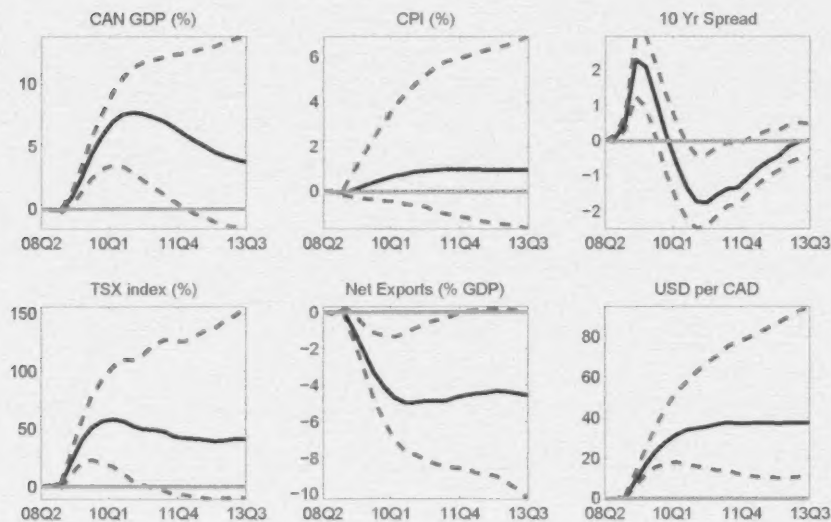 CAN GDP (%)
10
5
0
08Q2 10Q1 11Q4 13Q3
CPI (%)
6
4
2
0
08Q2 10Q1 11Q4 13Q3
10 Yr Spread
2
1
0
−1
−2
08Q2 10Q1 11Q4 13Q3
TSX index (%)
150
100
50
0
08Q2 10Q1 11Q4 13Q3
Net Exports (% GDP)
0
−2
−4
−6
−8
−10
08Q2 10Q1 11Q4 13Q3
USD per CAD
80
60
40
20
0
08Q2 10Q1 11Q4 13Q3